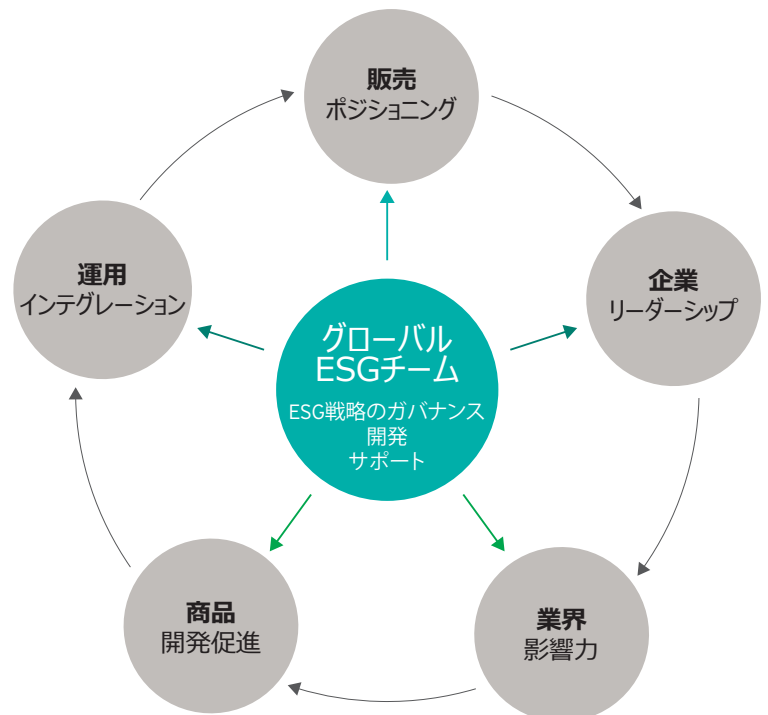 販売
ポジショニング
運用
インテグレーション
企業
リーダーシップ
グローバル
ESGチーム
ESG戦略のガバナンス
開発
サポート
商品
開発促進
業界
影響力